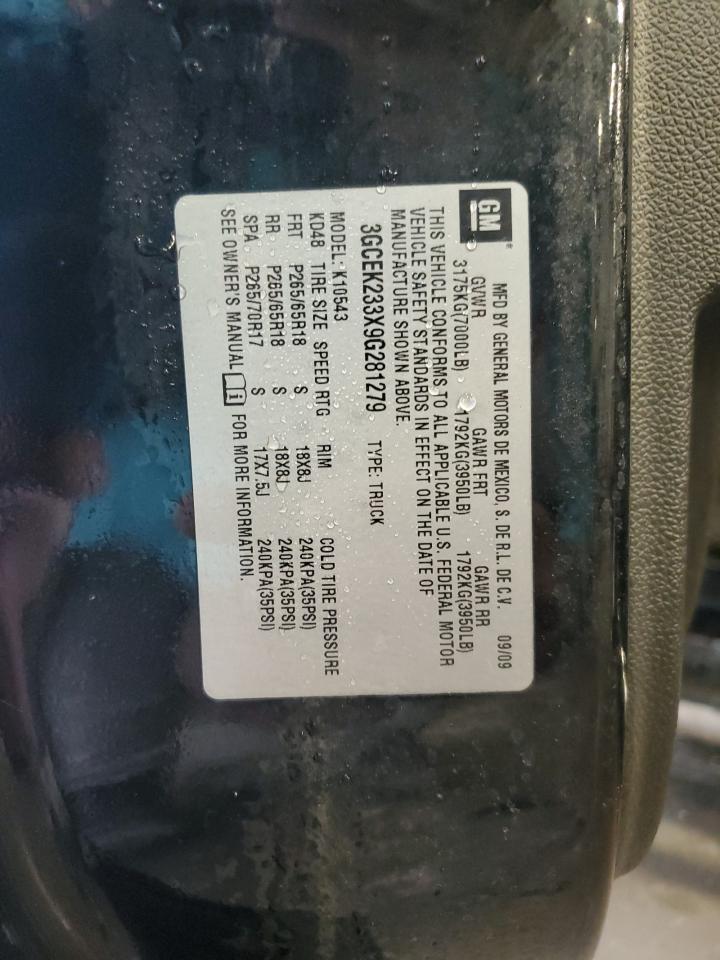 GM
MFD BY GENERAL MOTORS DE MEXICO, S. DE R.L. DE C.V. 09/09
GVWR GAWR FRT GAWR RR
3175KG(7000LB) 1792KG(3950LB) 1792KG(3950LB)
THIS VEHICLE CONFORMS TO ALL APPLICABLE U.S. FEDERAL MOTOR
VEHICLE SAFETY STANDARDS IN EFFECT ON THE DATE OF
MANUFACTURE SHOWN ABOVE.
3GCEK233X9G281279 TYPE: TRUCK
MODEL: K10543
KD48 TIRE SIZE SPEED RTG RIM COLD TIRE PRESSURE
FRT P265/65R18 S 18X8J 240KPA(35PSI)
RR P265/65R18 S 18X8J 240KPA(35PSI)
SPA P265/70R17 S 17X7.5J 240KPA(35PSI)
SEE OWNER'S MANUAL i FOR MORE INFORMATION.